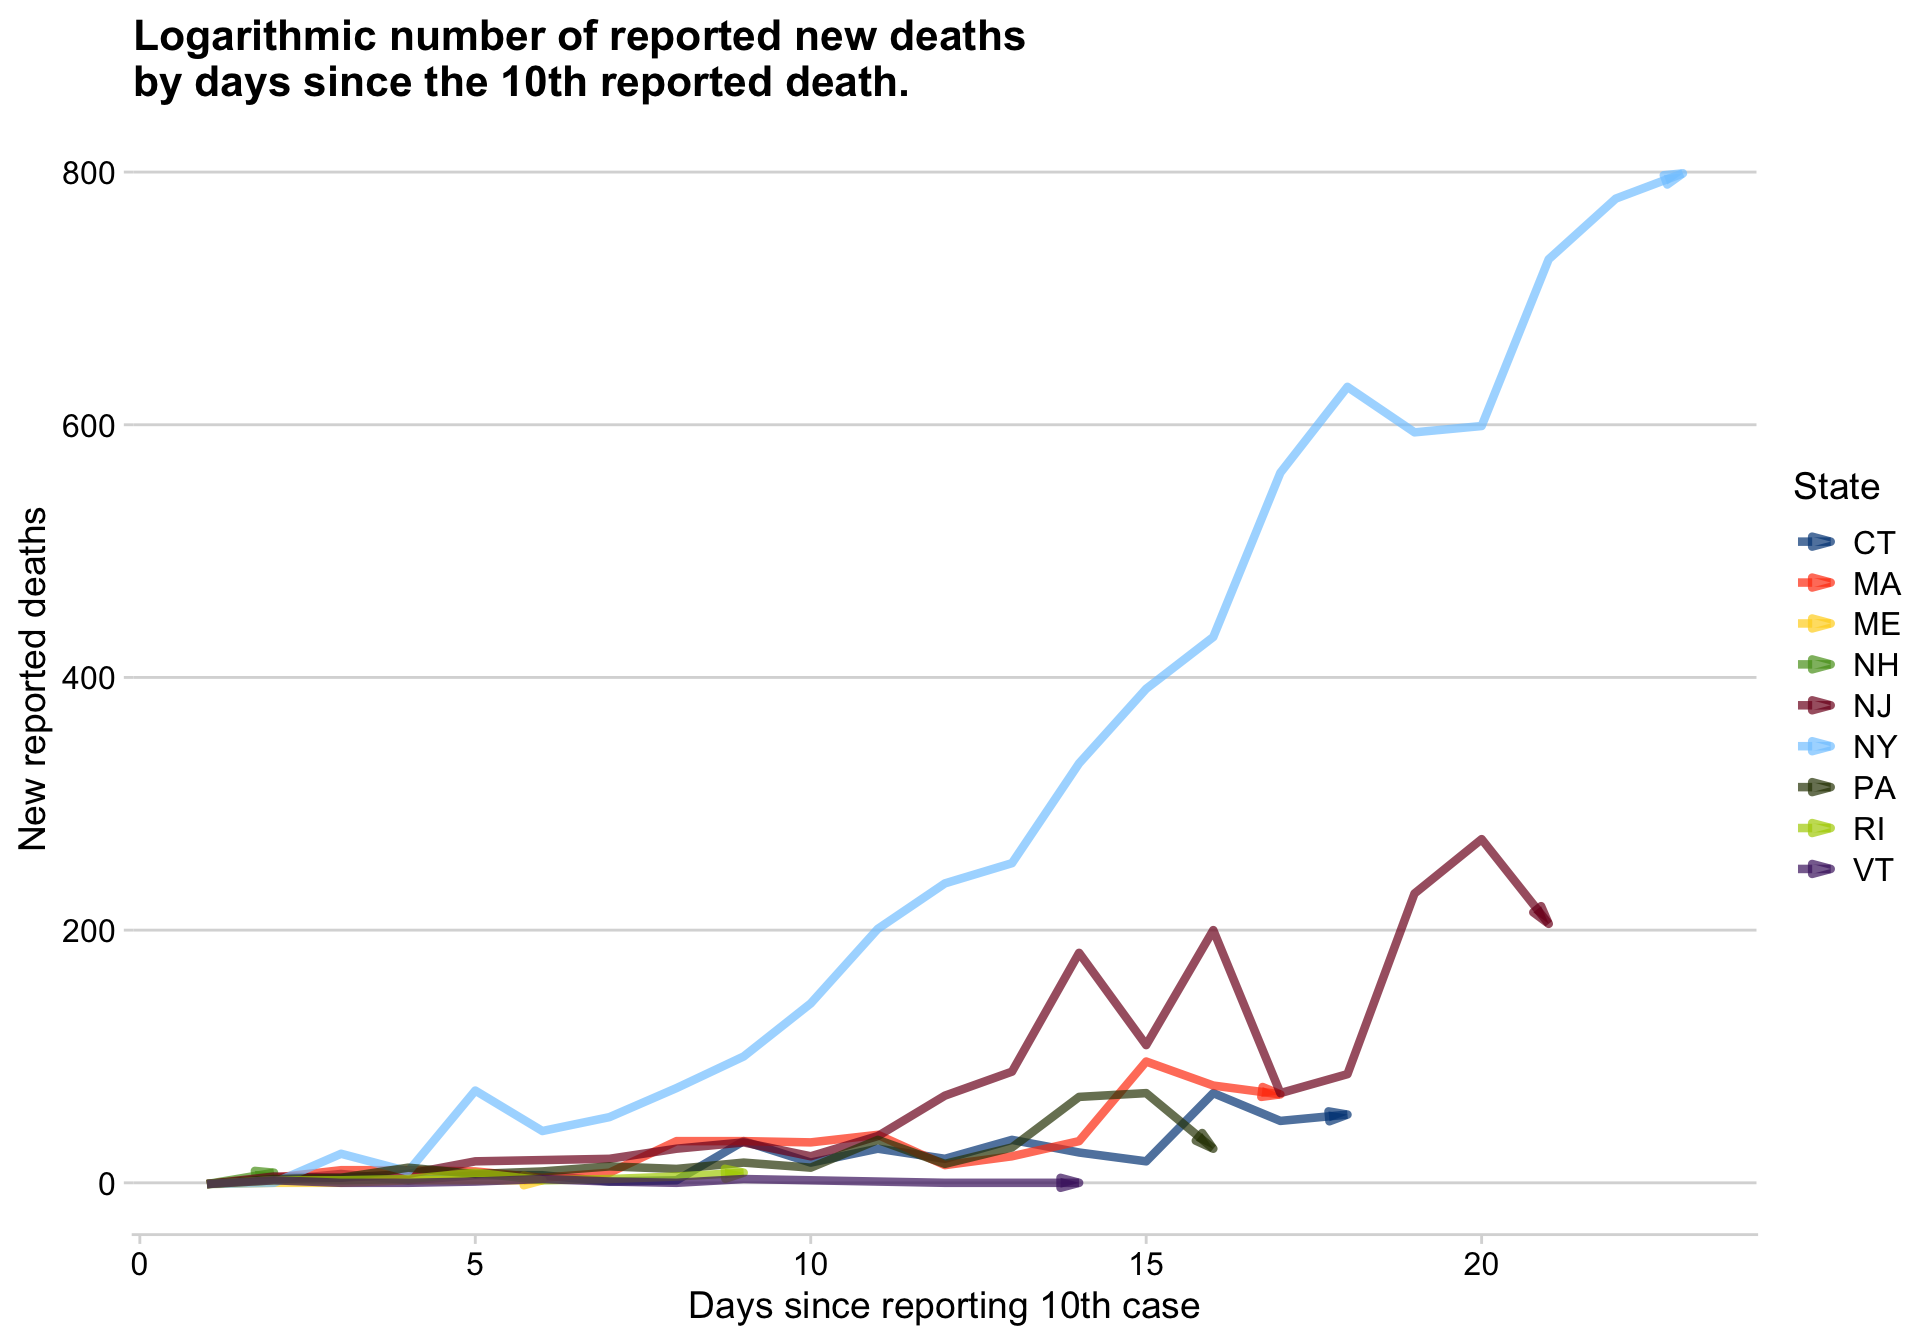 Logarithmic number of reported new deaths
by days since the 10th reported death.
New reported deaths
800
600
400
200
0
0 5 10 15 20
Days since reporting 10th case
State
CT
MA
ME
NH
NJ
NY
PA
RI
VT